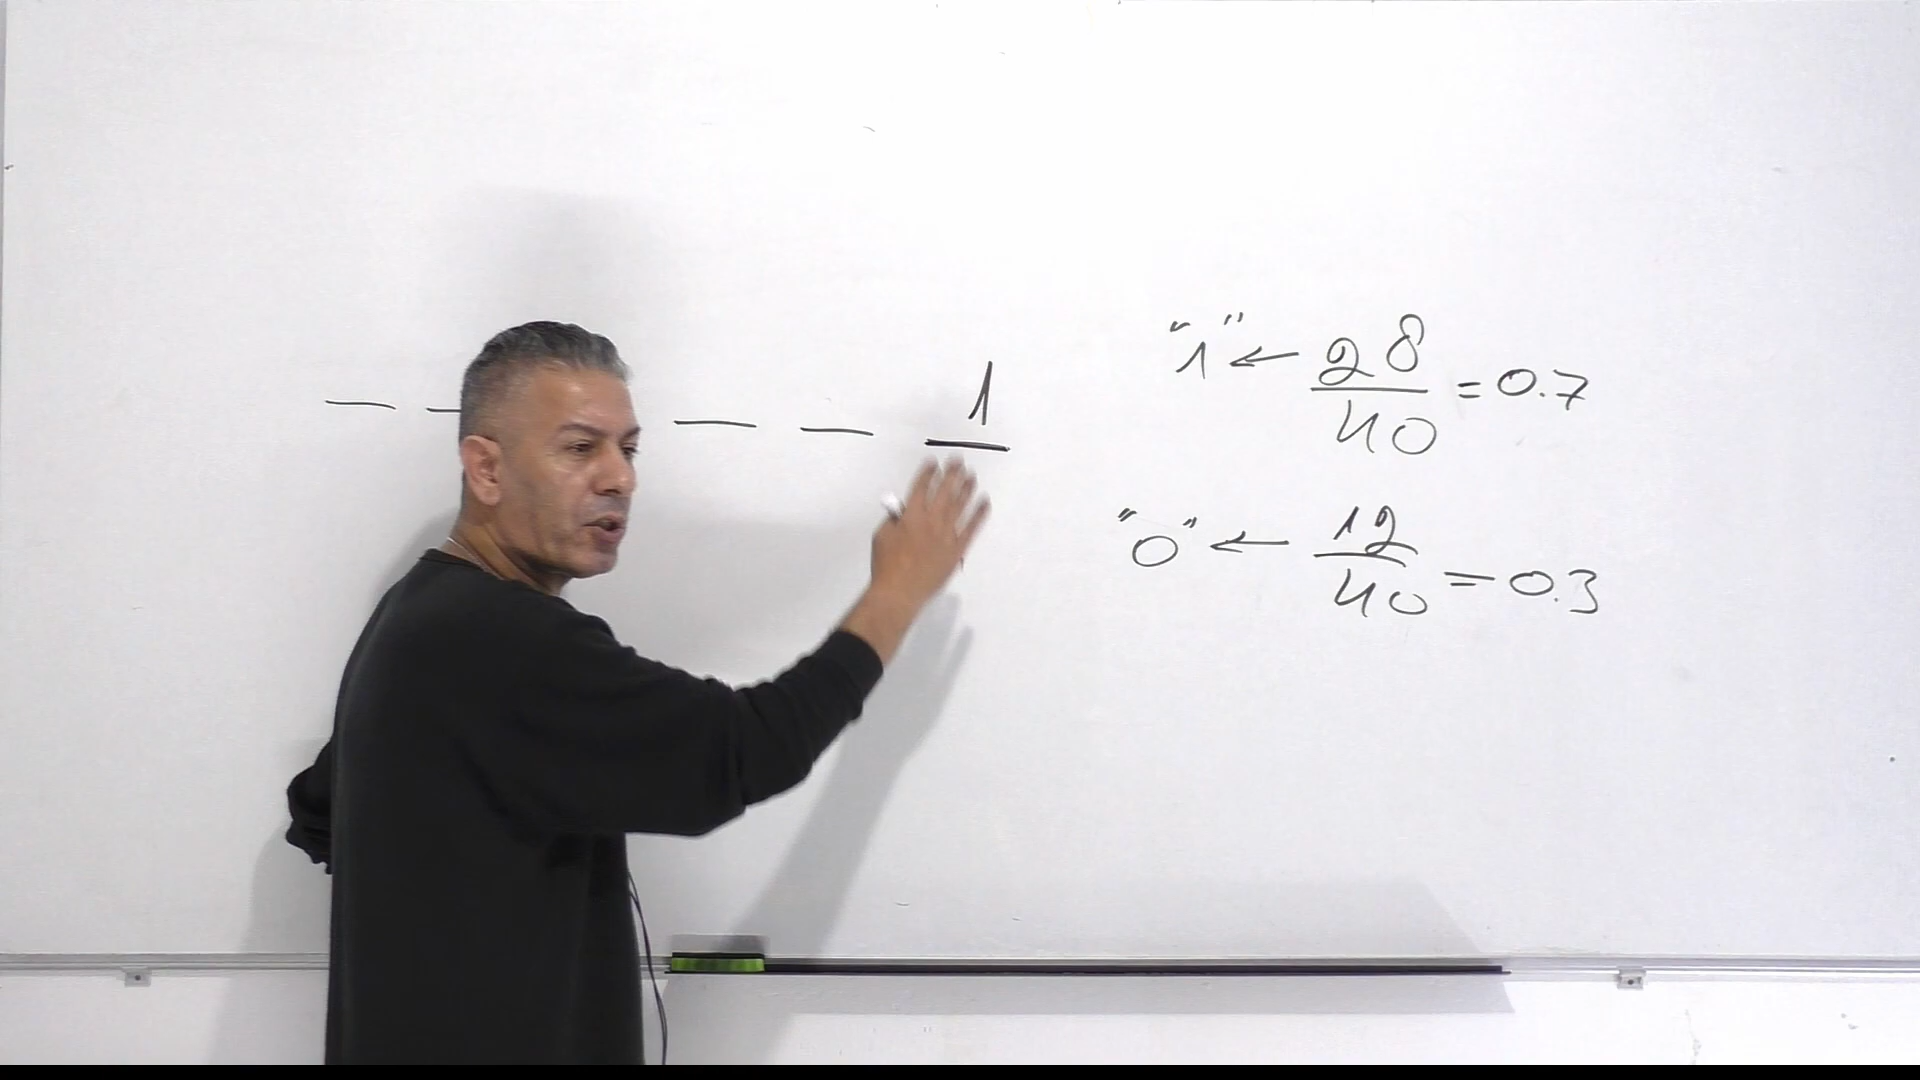 1
"1" ← 28/40 = 0.7
"0" ← 12/40 = 0.3